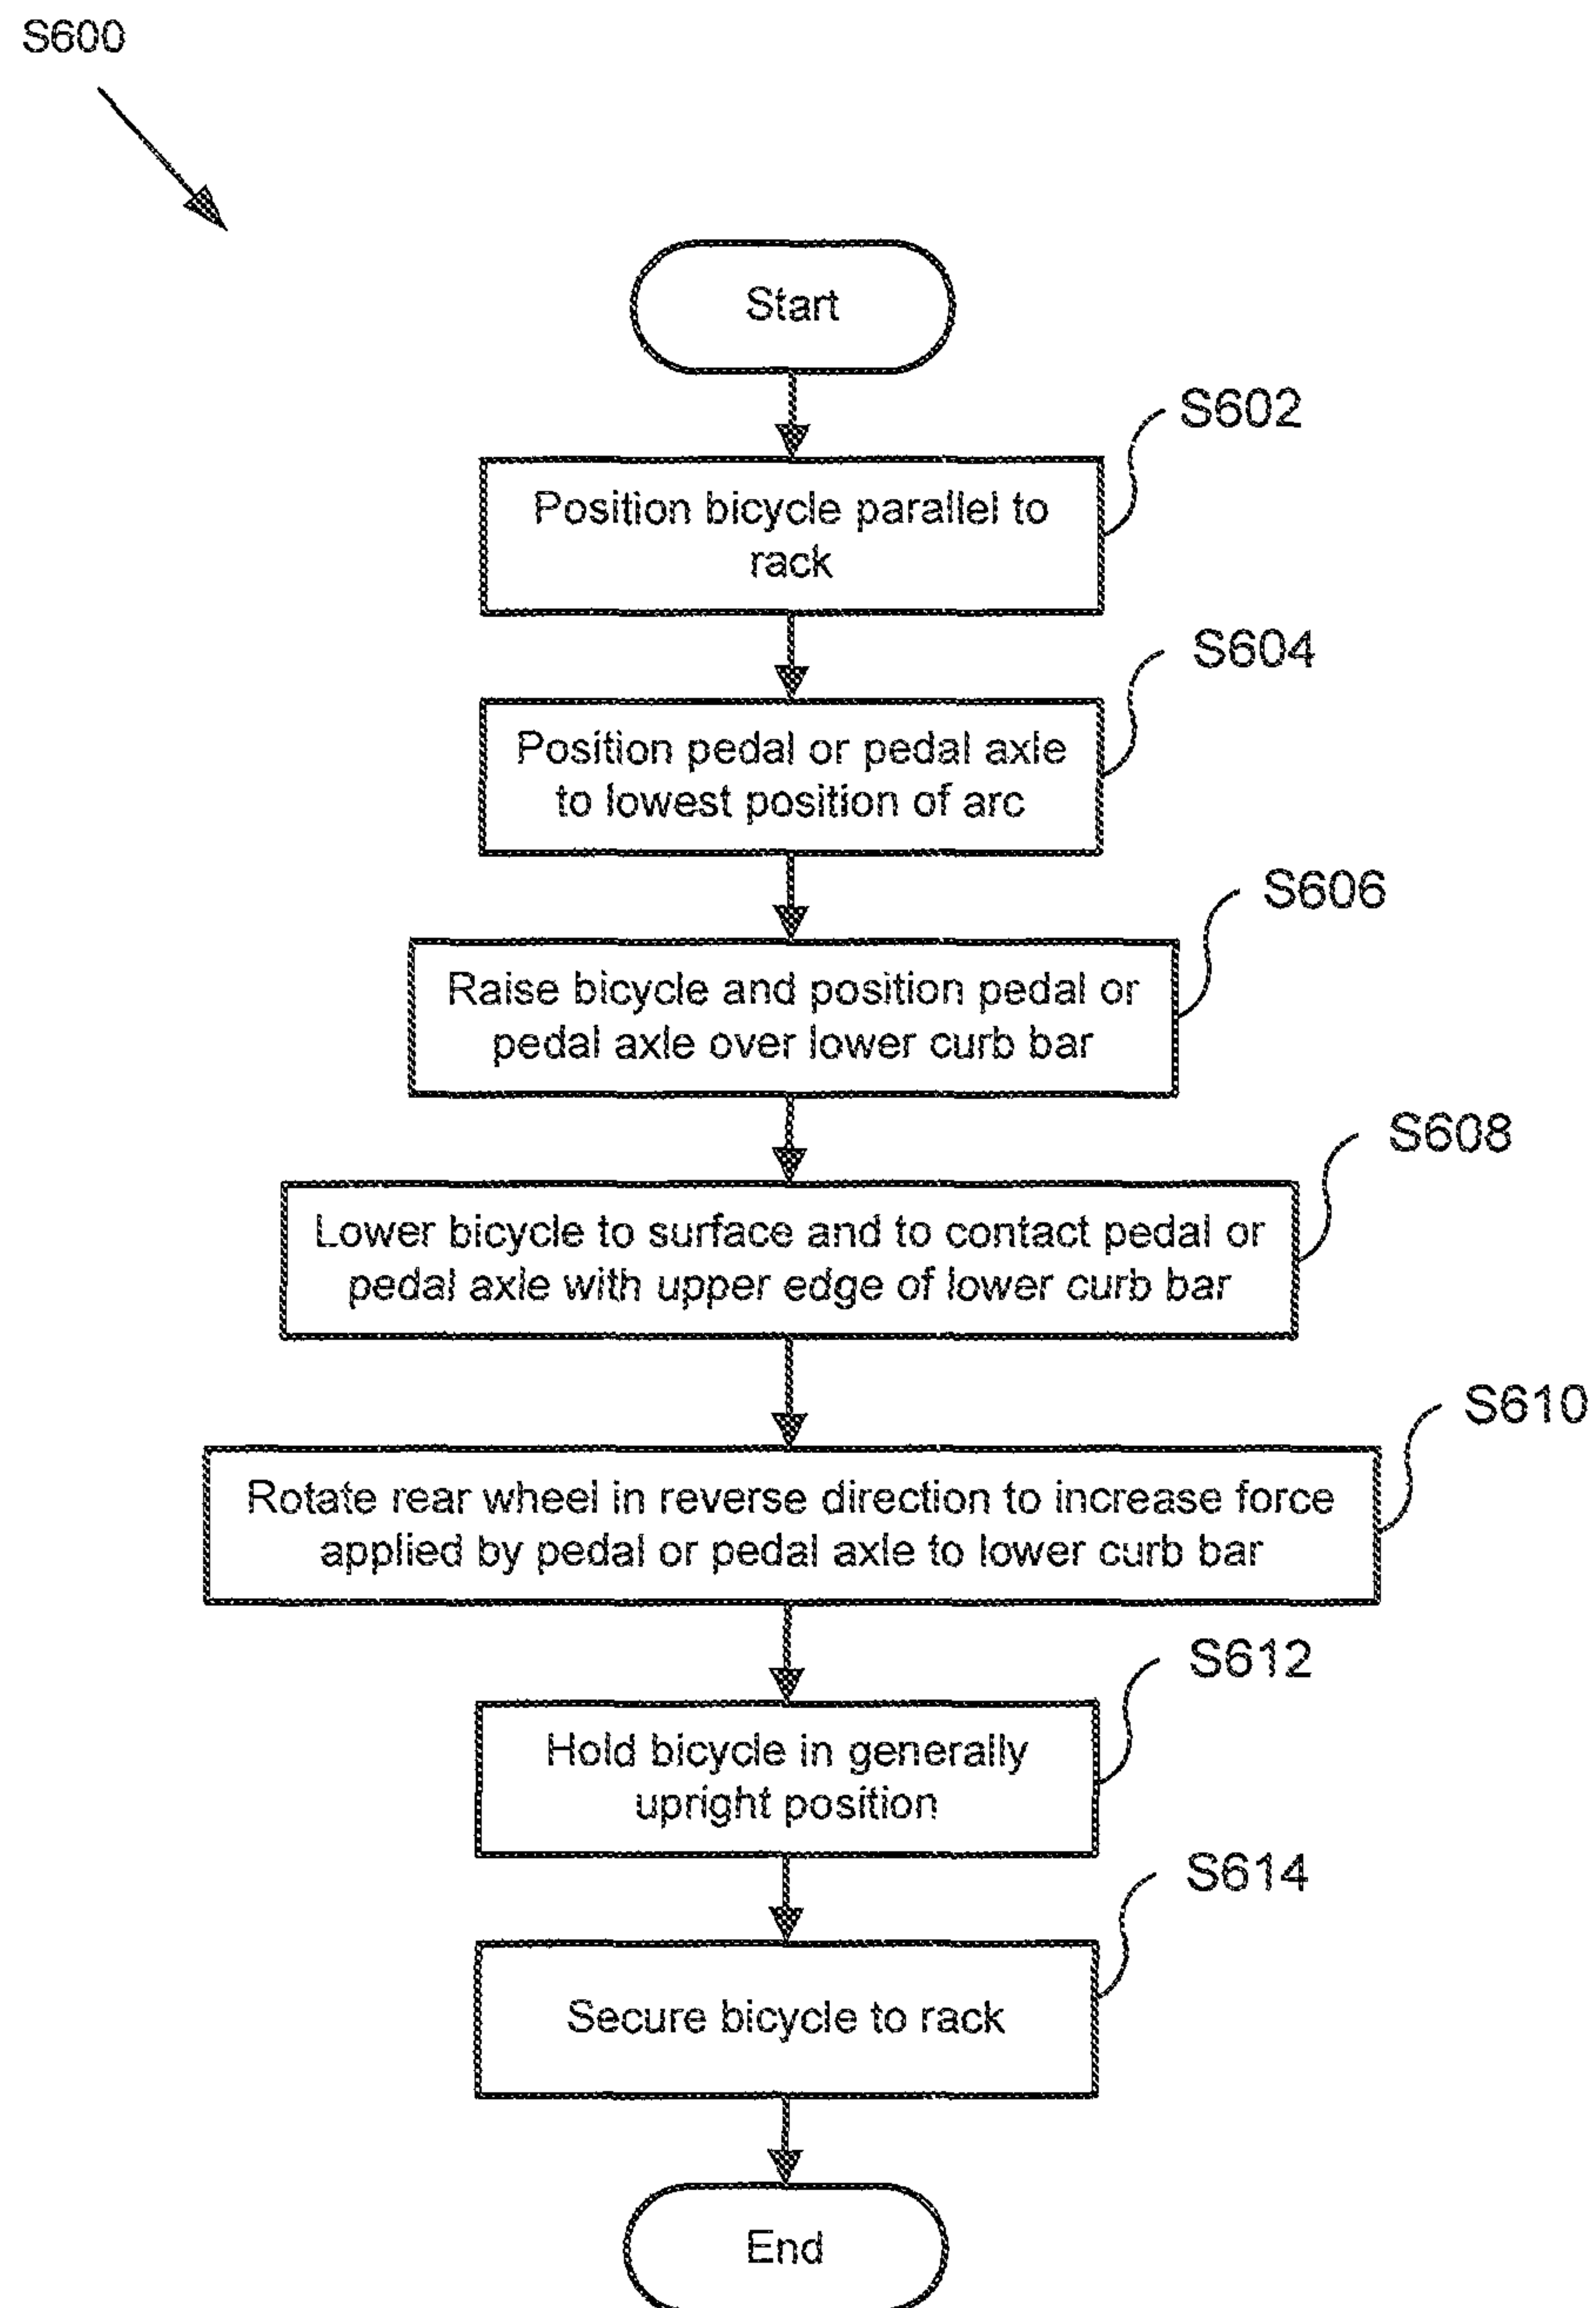 S600
Start
S602
Position bicycle parallel to
rack
S604
Position pedal or pedal axle
to lowest position of arc
S606
Raise bicycle and position pedal or
pedal axle over lower curb bar
S608
Lower bicycle to surface and to contact pedal or
pedal axle with upper edge of lower curb bar
S610
Rotate rear wheel in reverse direction to increase force
applied by pedal or pedal axle to lower curb bar
S612
Hold bicycle in generally
upright position
S614
Secure bicycle to rack
End